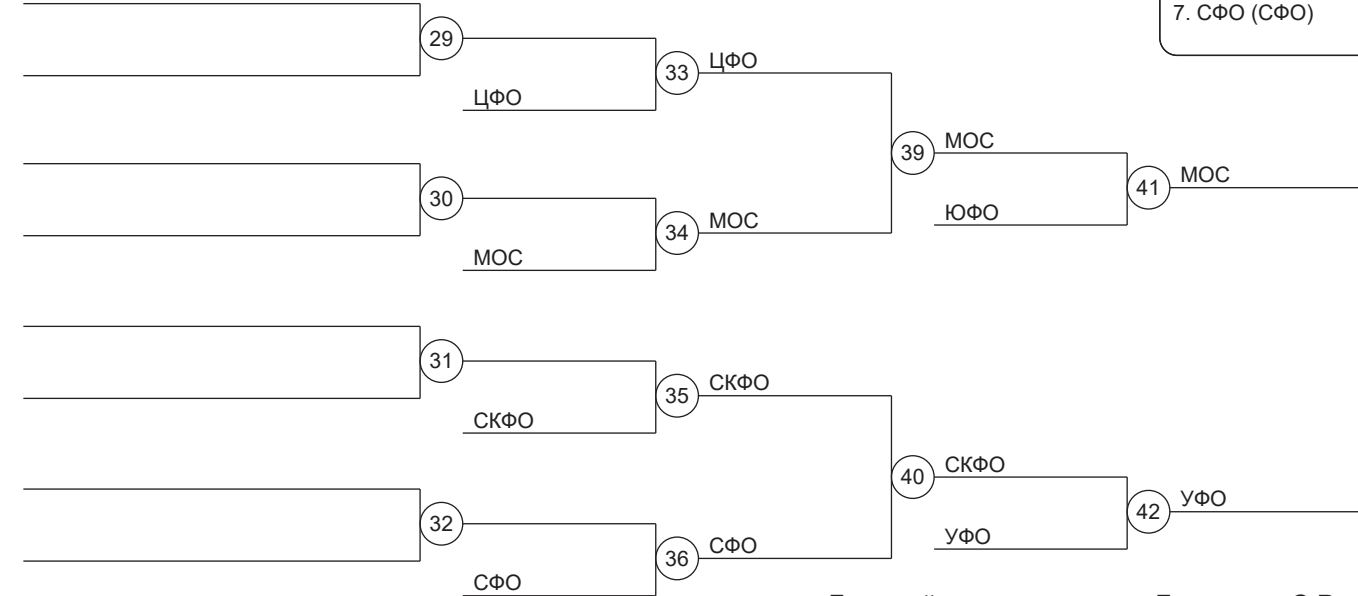 7. СФО (СФО)
29
33 ЦФО
ЦФО
39 МОС
41 МОС
30
ЮФО
34 МОС
МОС
31
35 СКФО
СКФО
40 СКФО
42 УФО
32
УФО
36 СФО
СФО